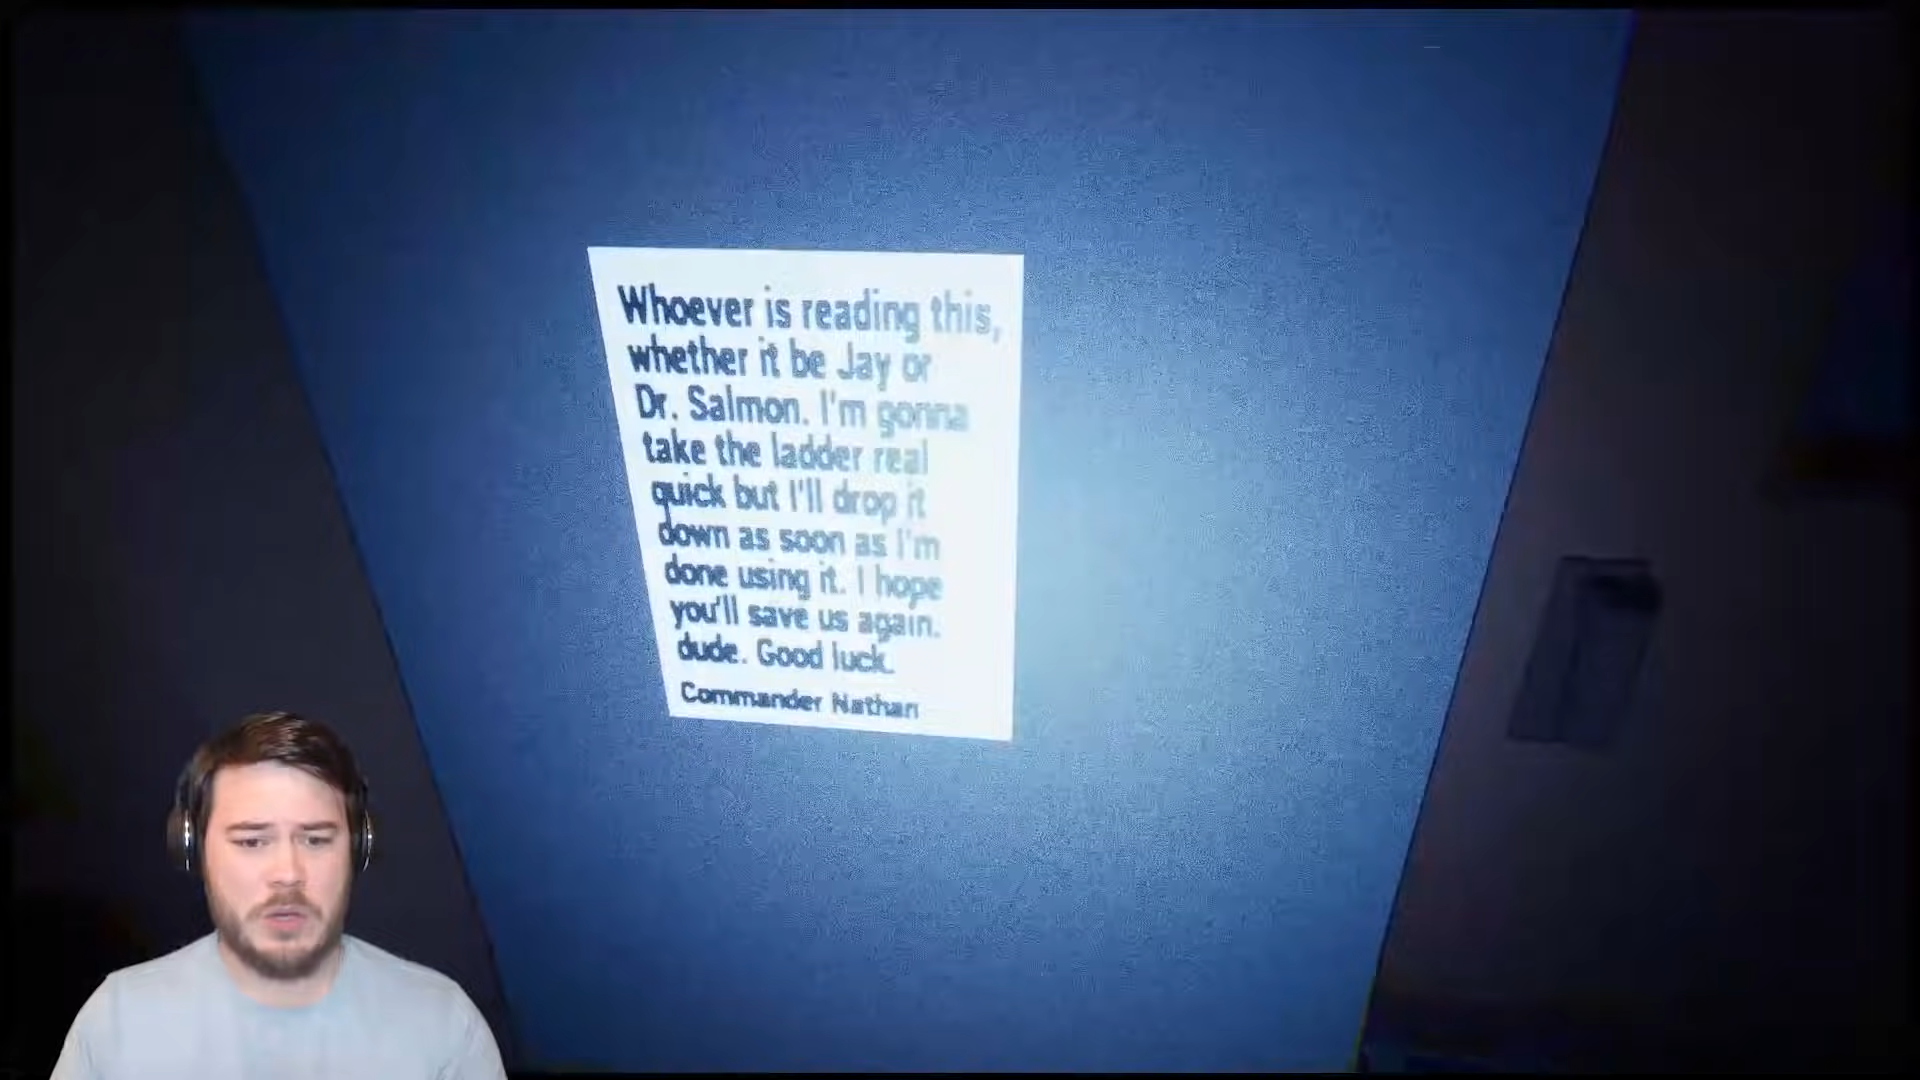 Whoever is reading this,
whether it be Jay or
Dr. Salmon. I'm gonna
take the ladder real
quick but I'll drop it
down as soon as I'm
done using it. I hope
you'll save us again.
dude. Good luck.
Commander Nathan